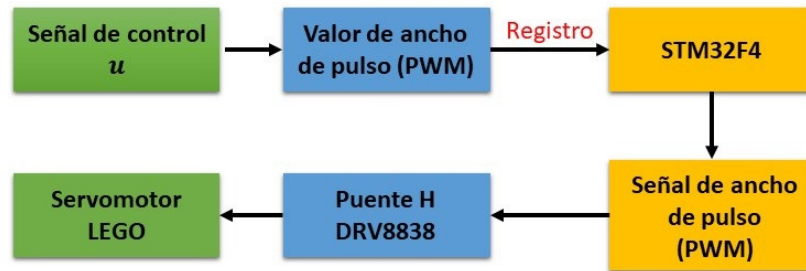 Señal de control
u
Valor de ancho
de pulso (PWM)
Registro
STM32F4
Señal de ancho
de pulso
(PWM)
Puente H
DRV8838
Servomotor
LEGO